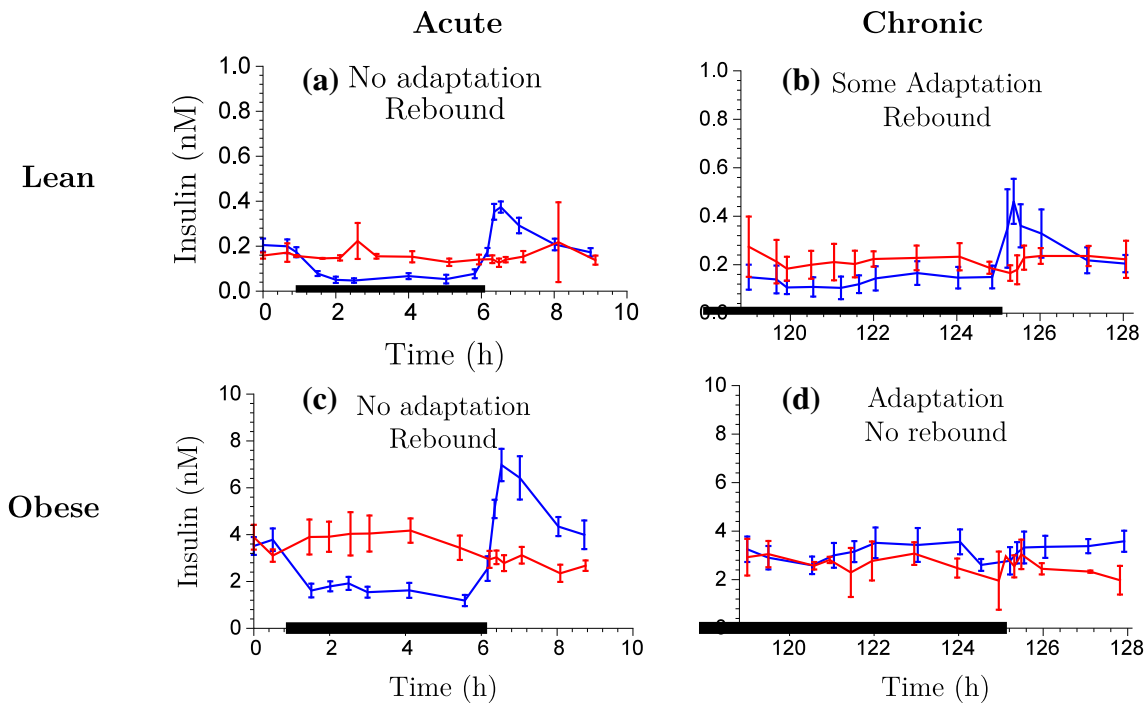 Acute
Chronic
Lean
Obese
(a) No adaptation
Rebound
Insulin (nM)
1.0
0.8
0.6
0.4
0.2
0.0
0 2 4 6 8 10
Time (h)
(b) Some Adaptation
Rebound
1.0
0.8
0.6
0.4
0.2
0.0
120 122 124 126 128
Time (h)
(c) No adaptation
Rebound
Insulin (nM)
10
8
6
4
2
0
0 2 4 6 8 10
Time (h)
(d) Adaptation
No rebound
10
8
6
4
2
0
120 122 124 126 128
Time (h)